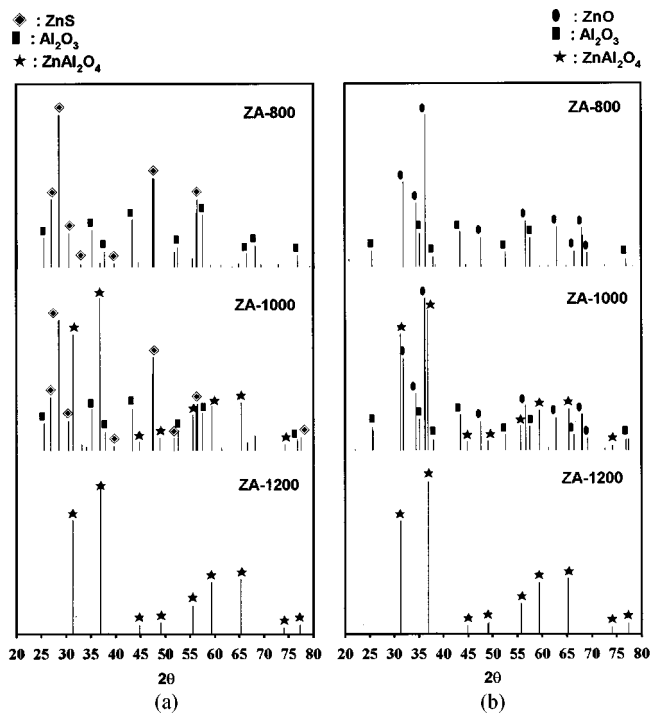 ◈ : ZnS
■ : Al₂O₃
★ : ZnAl₂O₄
● : ZnO
■ : Al₂O₃
★ : ZnAl₂O₄
ZA-800
ZA-1000
ZA-1200
20 25 30 35 40 45 50 55 60 65 70 75 80
2θ
(a)
ZA-800
ZA-1000
ZA-1200
20 25 30 35 40 45 50 55 60 65 70 75 80
2θ
(b)